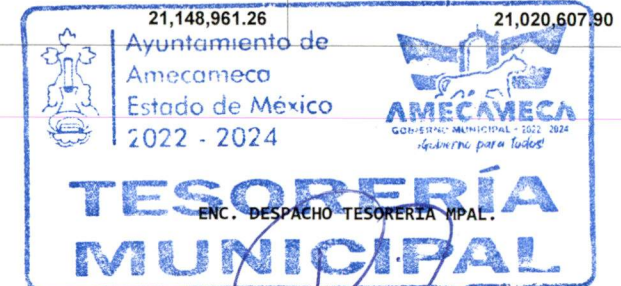 21,148,961.26 21,020,607.90
Ayuntamiento de
Amecameca
Estado de México
2022 - 2024
AMECAMECA
GOBIERNO MUNICIPAL - 2022 2024
¡Gobierno para Todos!
TESORERÍA
ENC. DESPACHO TESORERIA MPAL.
MUNICIPAL